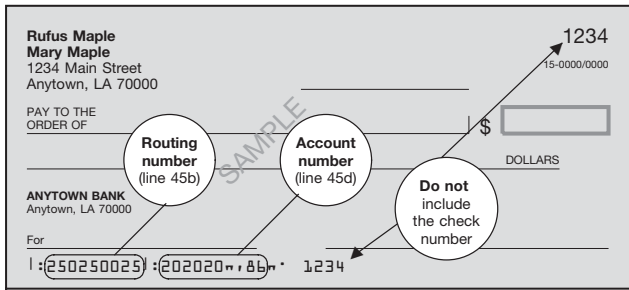 Rufus Maple
Mary Maple
1234 Main Street
Anytown, LA 70000
1234
15-0000/0000
PAY TO THE
ORDER OF
$
DOLLARS
SAMPLE
Routing
number
(line 45b)
Account
number
(line 45d)
Do not
include
the check
number
ANYTOWN BANK
Anytown, LA 70000
For
|:250250025|:202020"'86"' 1234